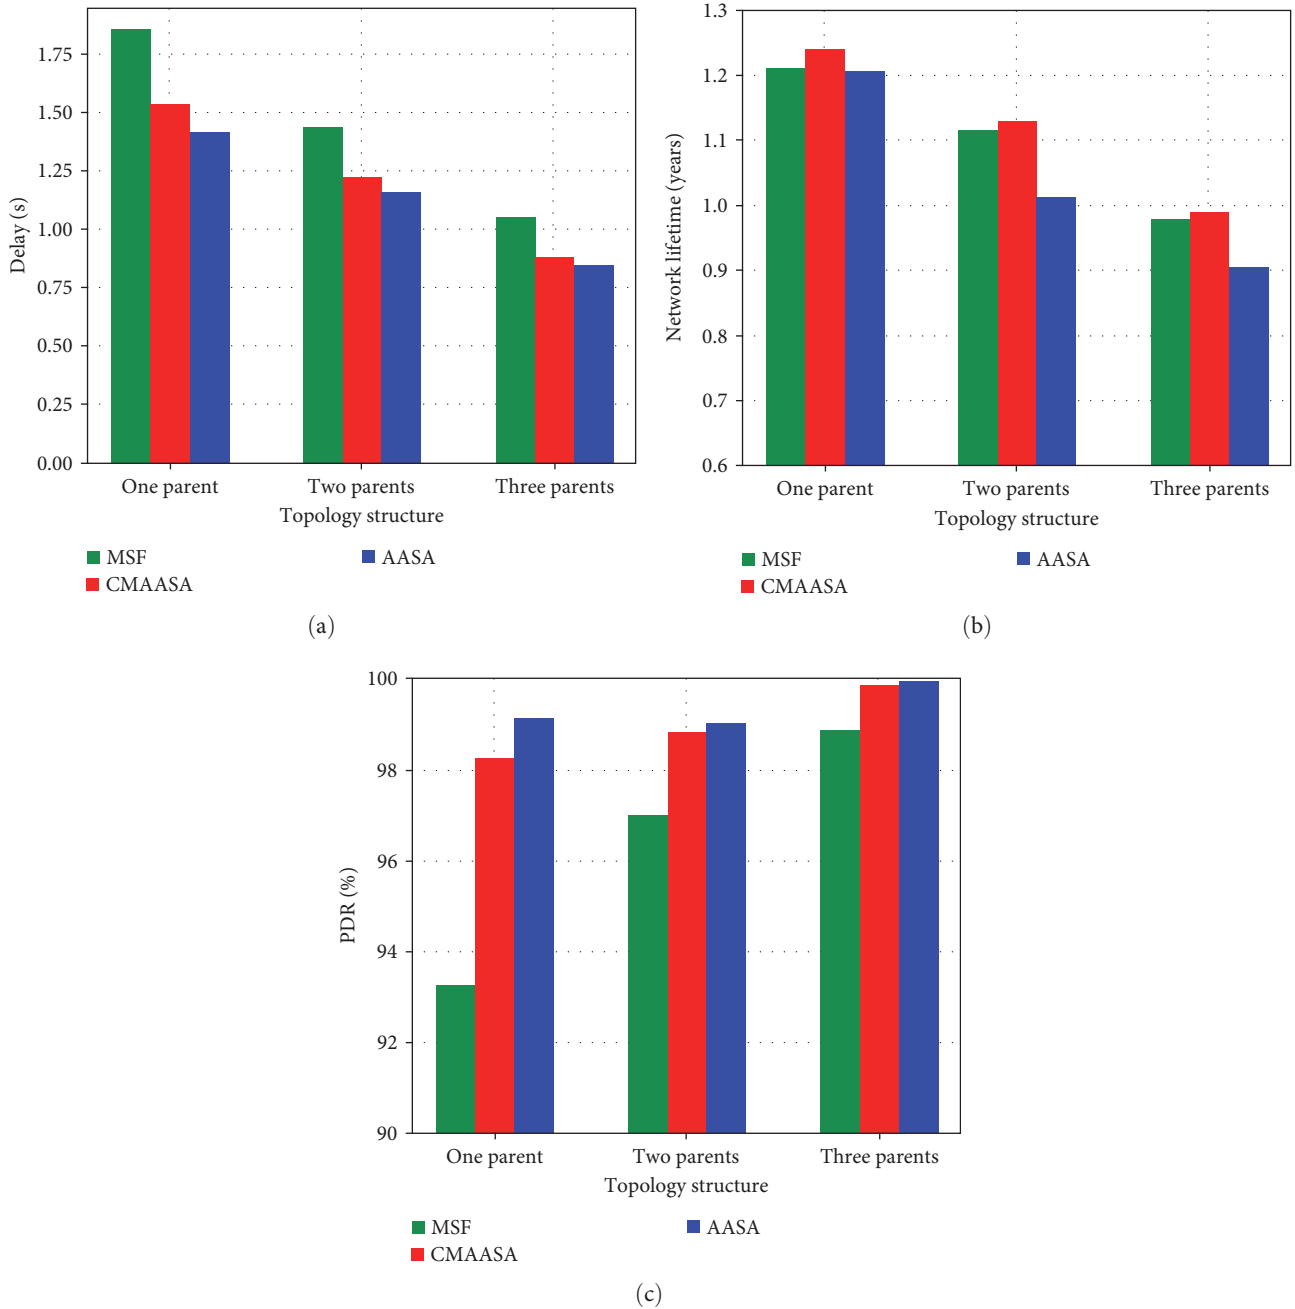 Delay (s)
1.75
1.50
1.25
1.00
0.75
0.50
0.25
0.00
One parent Two parents Three parents
Topology structure
MSF AASA
CMAASA
(a)
Network lifetime (years)
1.3
1.2
1.1
1.0
0.9
0.8
0.7
0.6
One parent Two parents Three parents
Topology structure
MSF AASA
CMAASA
(b)
PDR (%)
100
98
96
94
92
90
One parent Two parents Three parents
Topology structure
MSF AASA
CMAASA
(c)